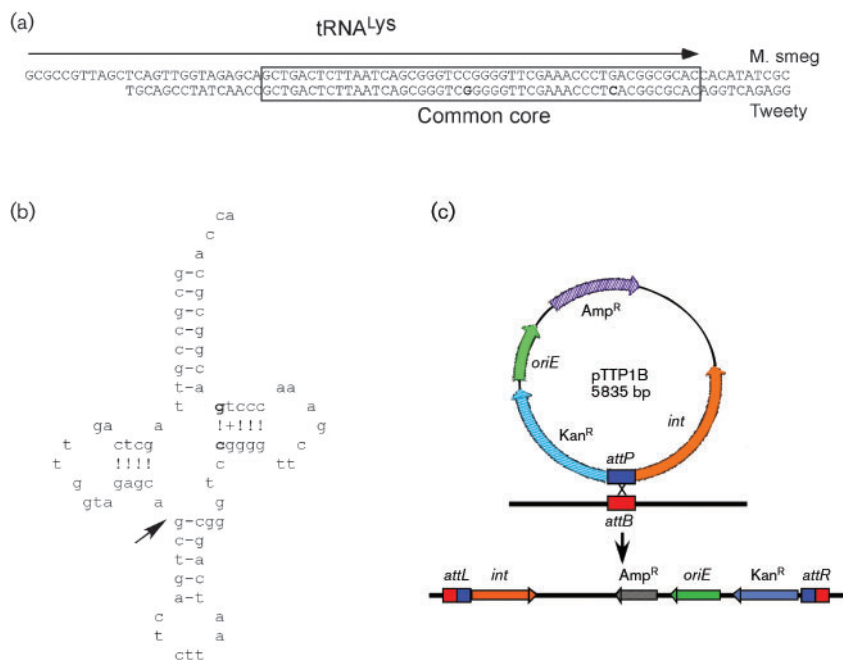 (a)
tRNALys
M. smeg
GCGCCGTTAGCTCAGTTGGTAGAGCAGCTGACTCTTAATCAGCGGGTCCGGGGTTCGAAACCCTGACGGCGCACCACATATCGC
TGCAGCCTATCAACCGCTGACTCTTAATCAGCGGGTCGGGGGTTCGAAACCCTCACGGCGCACAGGTCAGAGG
Common core
Tweety
(b)
ca
c
a
g-c
c-g
g-c
c-g
c-g
g-c
t-a aa
t gtccc a
ga a !+!!! g
t ctcg cgggg c
t !!!! c tt
g gagc t
gta a g
g-cgg
c-g
t-a
g-c
a-t
c a
t a
ctt
(c)
AmpR
oriE
pTTP1B
5835 bp
int
KanR
attP
attB
attL int AmpR oriE KanR attR